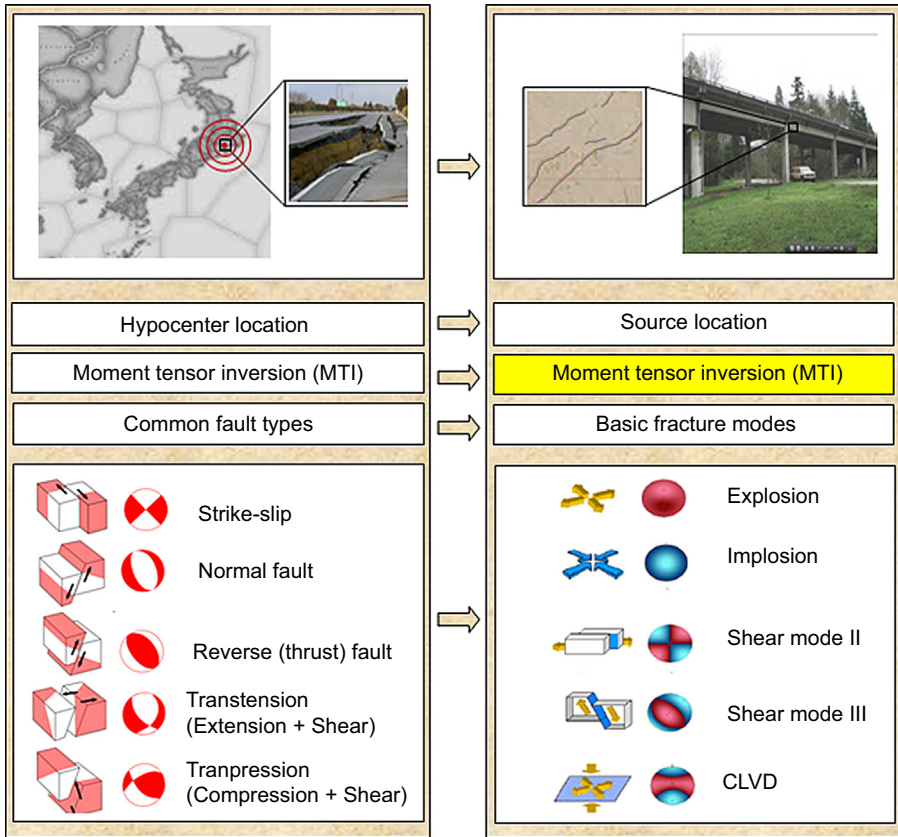 Hypocenter location
Source location
Moment tensor inversion (MTI)
Moment tensor inversion (MTI)
Common fault types
Basic fracture modes
Strike-slip
Normal fault
Reverse (thrust) fault
Transtension
(Extension + Shear)
Tranpression
(Compression + Shear)
Explosion
Implosion
Shear mode II
Shear mode III
CLVD